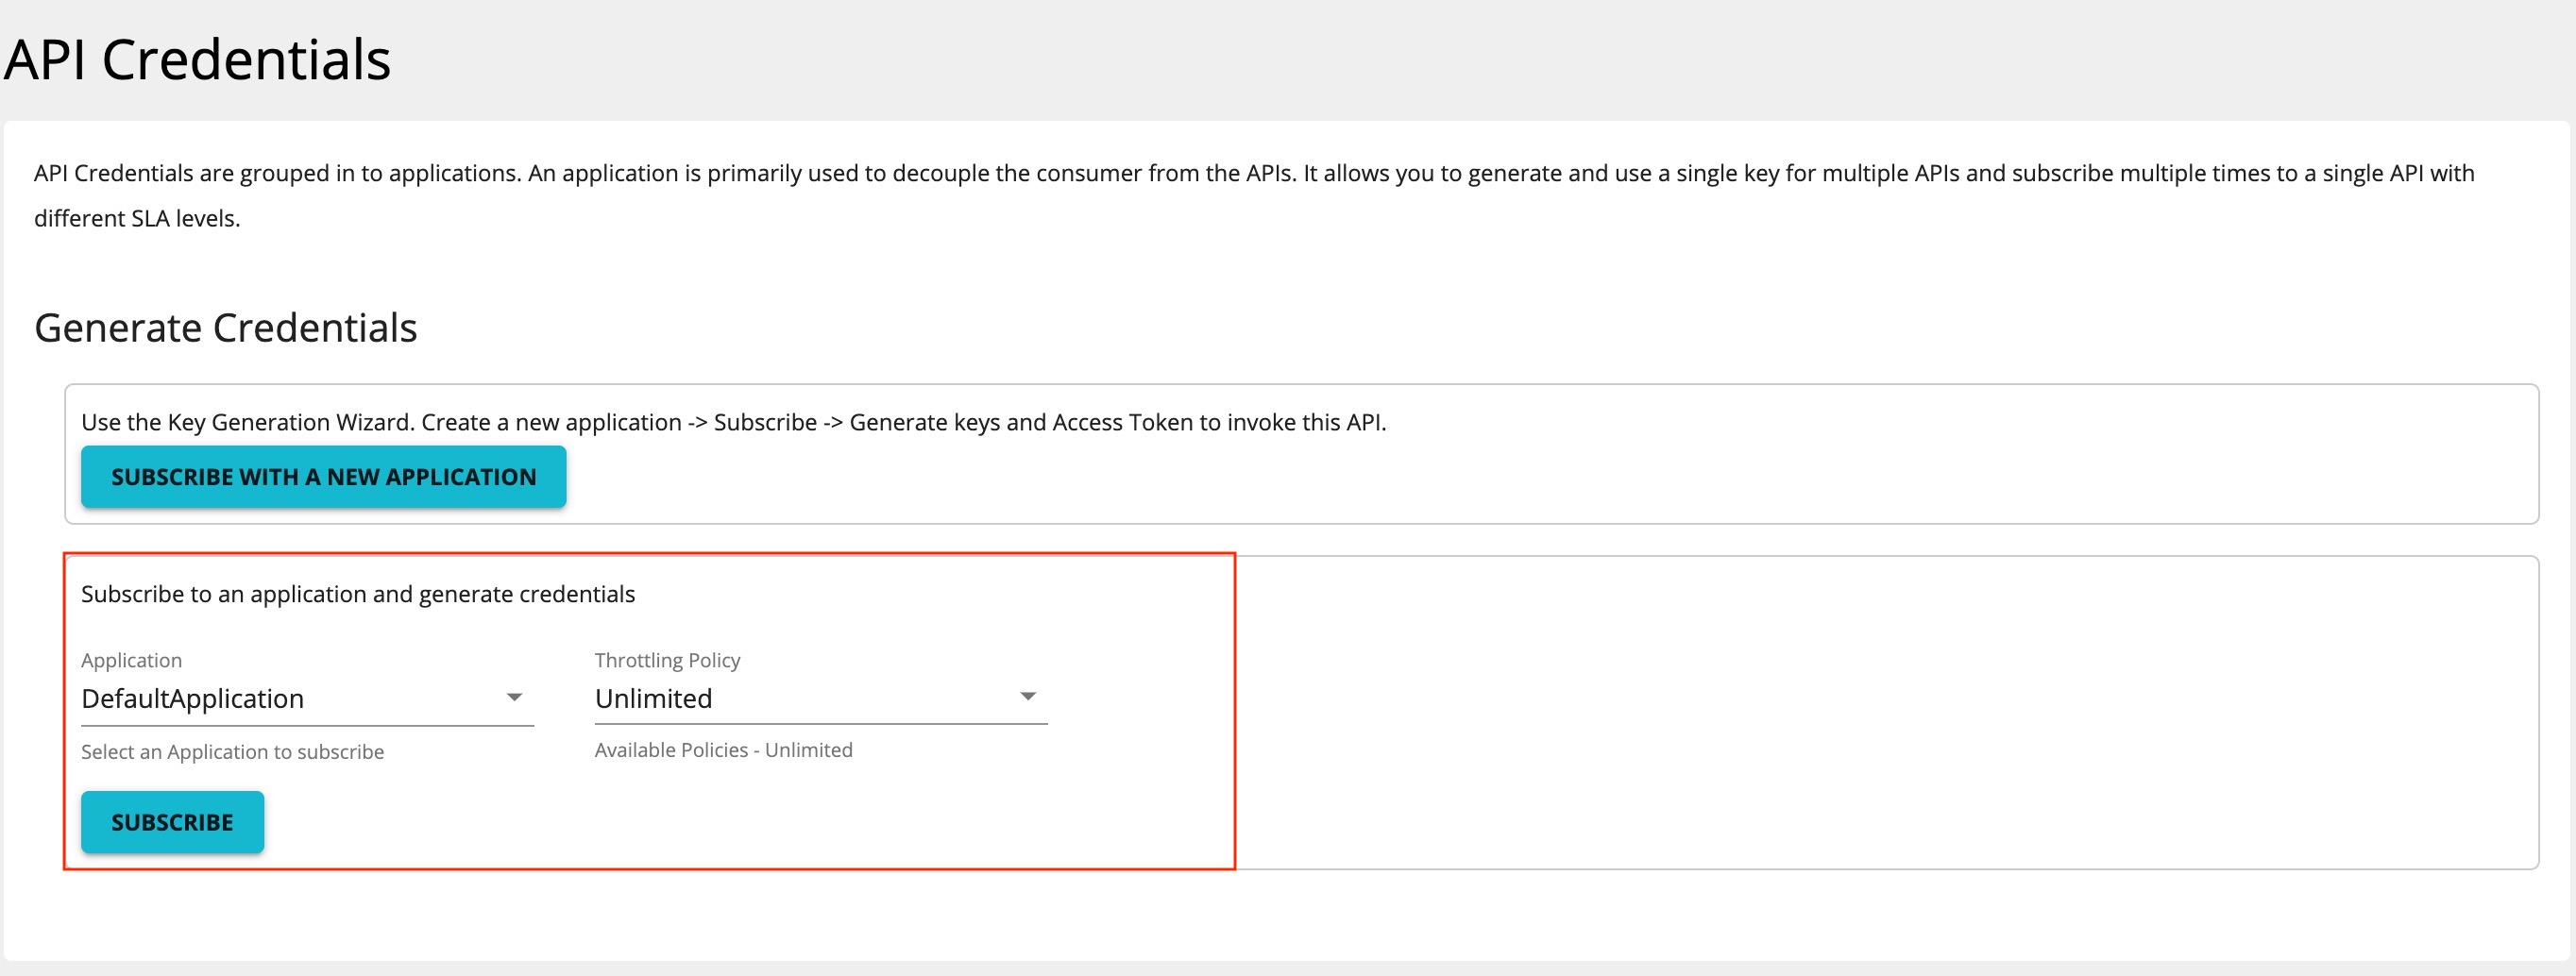 API Credentials
API Credentials are grouped in to applications. An application is primarily used to decouple the consumer from the APIs. It allows you to generate and use a single key for multiple APIs and subscribe multiple times to a single API with
different SLA levels.
Generate Credentials
Use the Key Generation Wizard. Create a new application -> Subscribe -> Generate keys and Access Token to invoke this API.
SUBSCRIBE WITH A NEW APPLICATION
Subscribe to an application and generate credentials
Application
DefaultApplication
Select an Application to subscribe
Throttling Policy
Unlimited
Available Policies - Unlimited
SUBSCRIBE